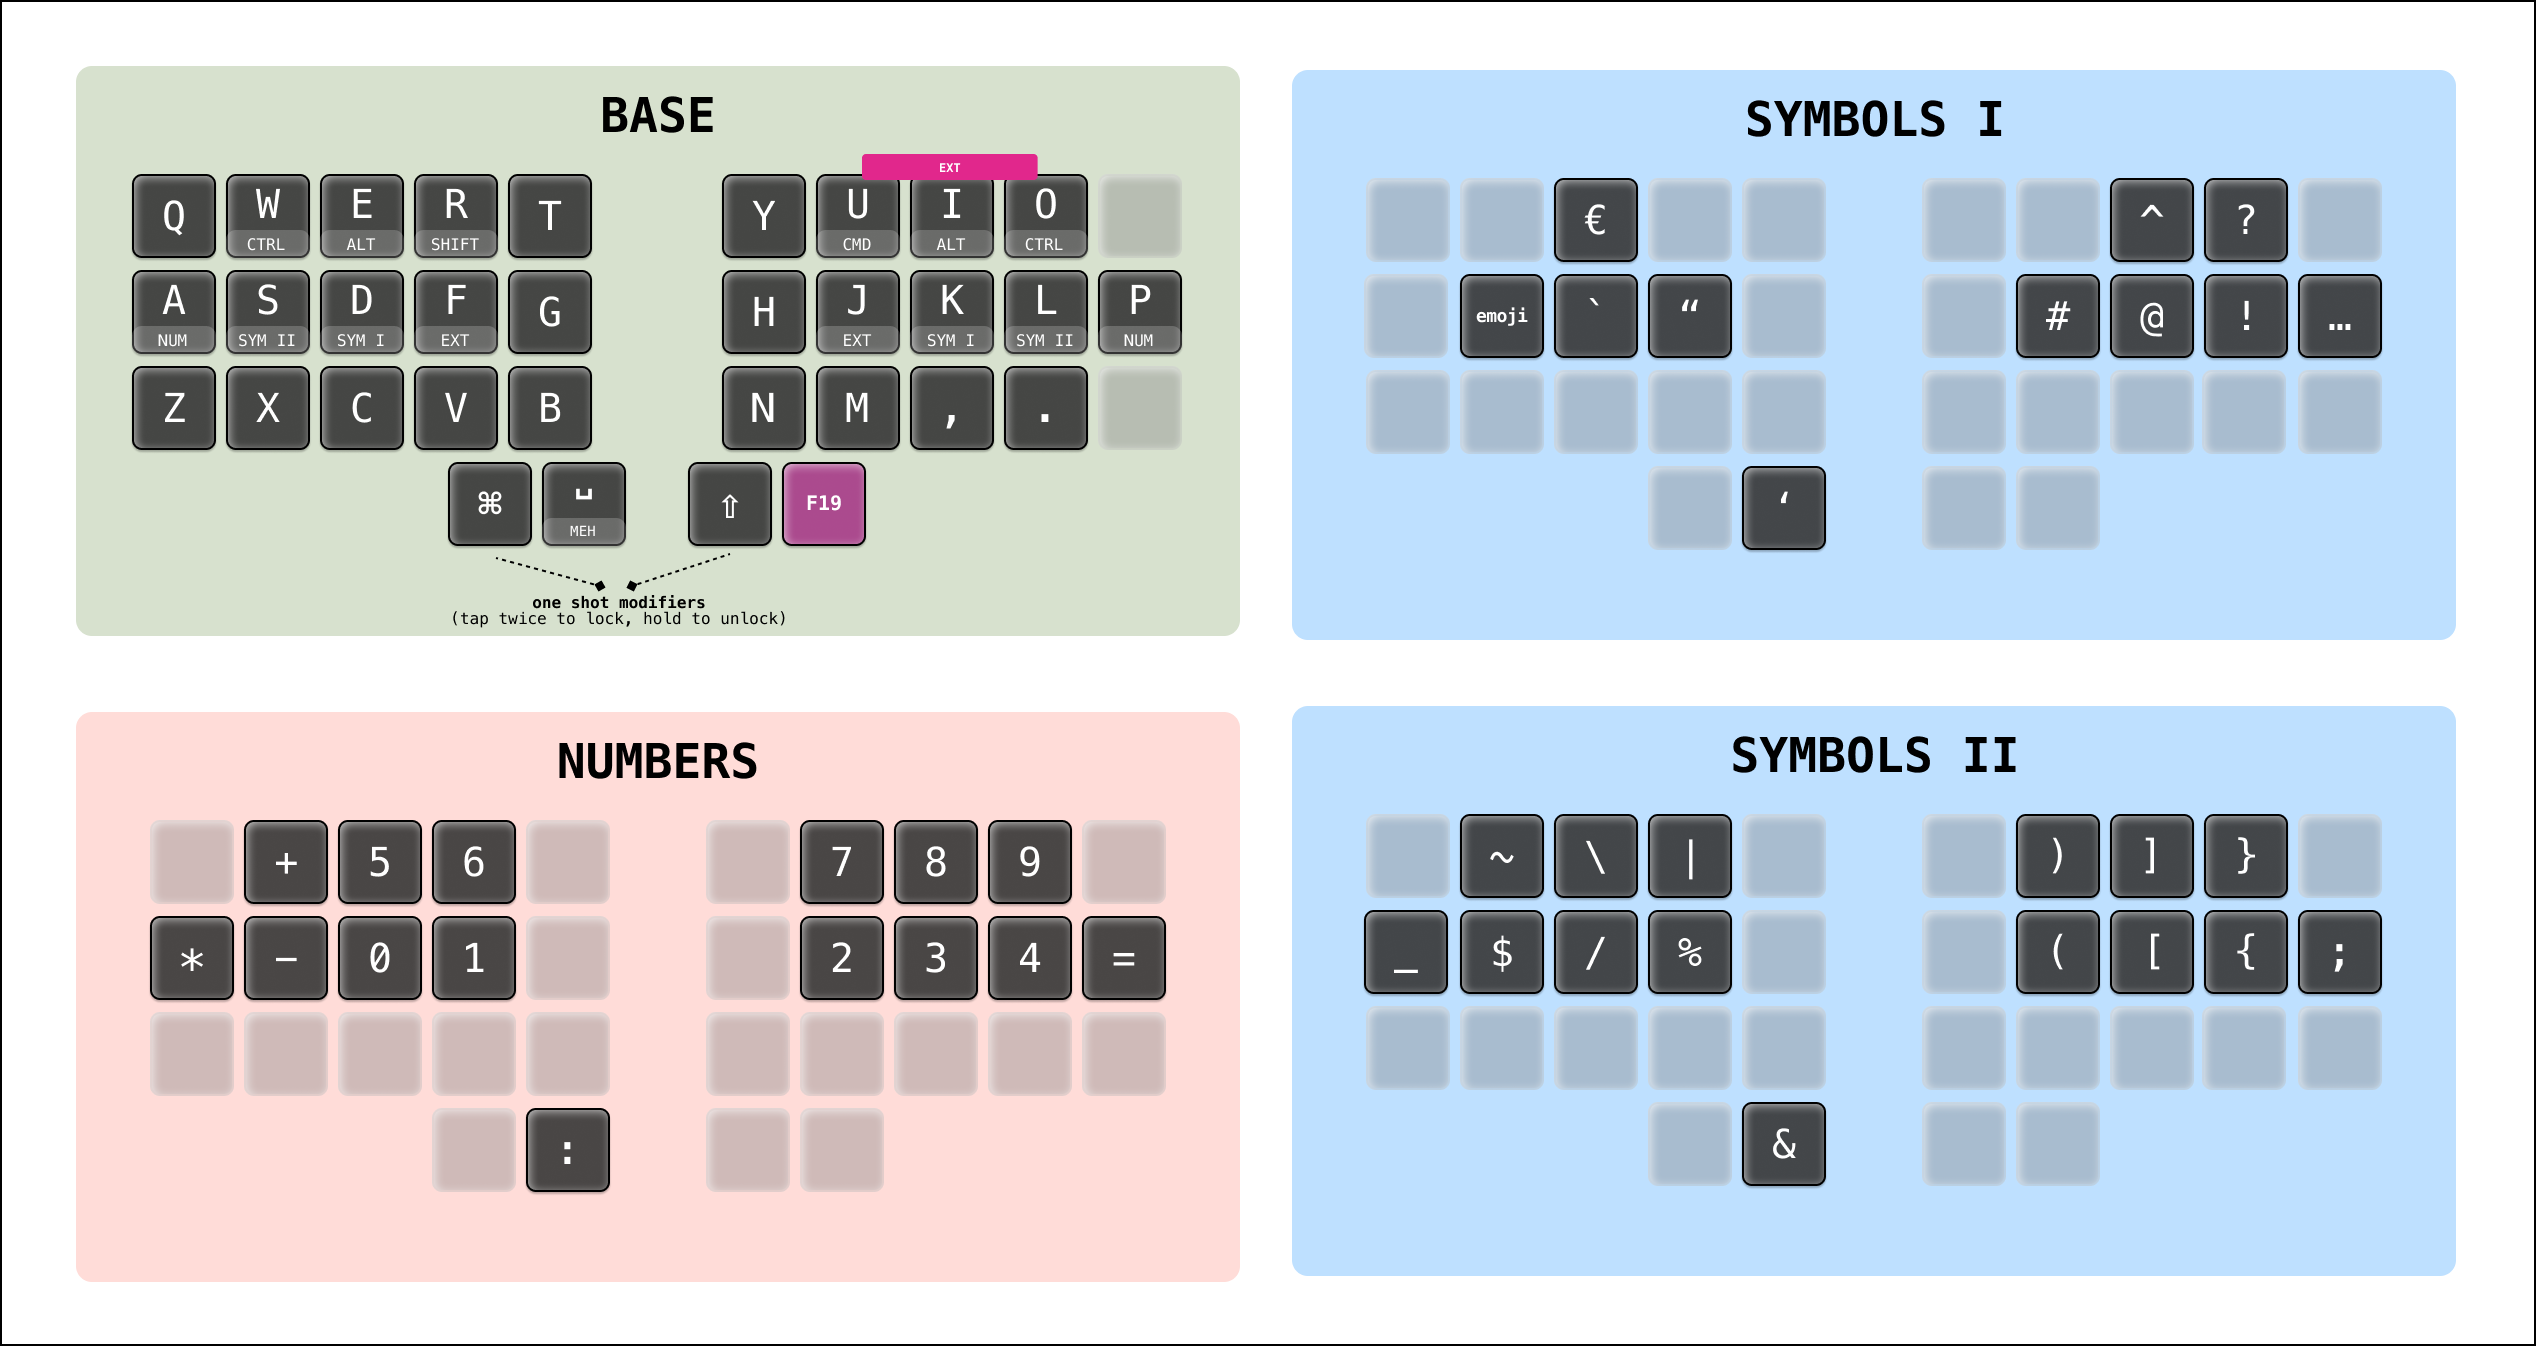 BASE
EXT
Q W E R T Y U I O
CTRL ALT SHIFT CMD ALT CTRL
A S D F G H J K L P
NUM SYM II SYM I EXT EXT SYM I SYM II NUM
Z X C V B N M , .
⌘ ␣ ⇧ F19
MEH
one shot modifiers
(tap twice to lock, hold to unlock)
SYMBOLS I
€ ^ ?
emoji ` “ # @ ! …
‘
NUMBERS
+ 5 6 7 8 9
* − 0 1 2 3 4 =
:
SYMBOLS II
~ \ | ) ] }
_ $ / % ( [ { ;
&